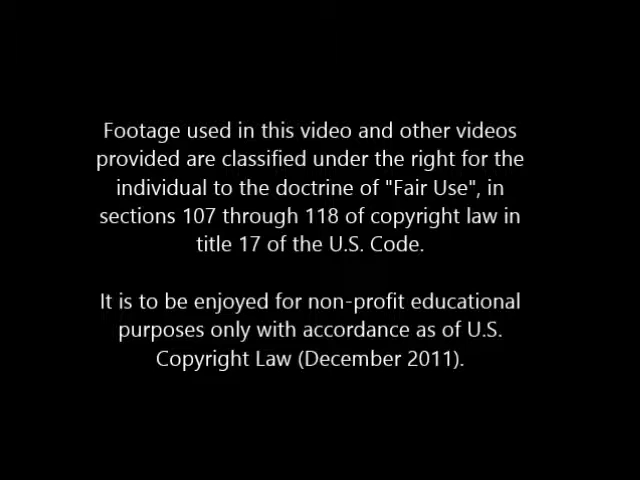 Footage used in this video and other videos
provided are classified under the right for the
individual to the doctrine of "Fair Use", in
sections 107 through 118 of copyright law in
title 17 of the U.S. Code.
It is to be enjoyed for non-profit educational
purposes only with accordance as of U.S.
Copyright Law (December 2011).